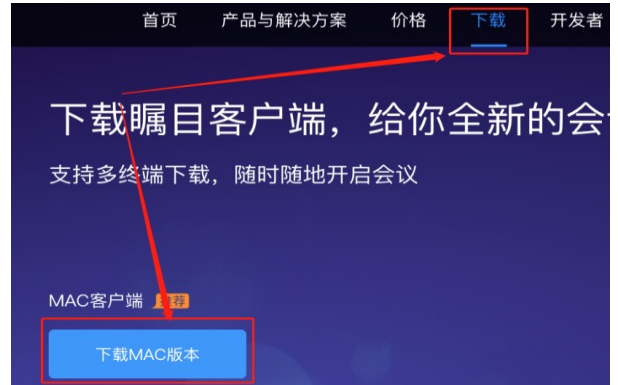 首页 产品与解决方案 价格 下载 开发者
下载瞩目客户端，给你全新的会
支持多终端下载，随时随地开启会议
MAC客户端 推荐
下载MAC版本